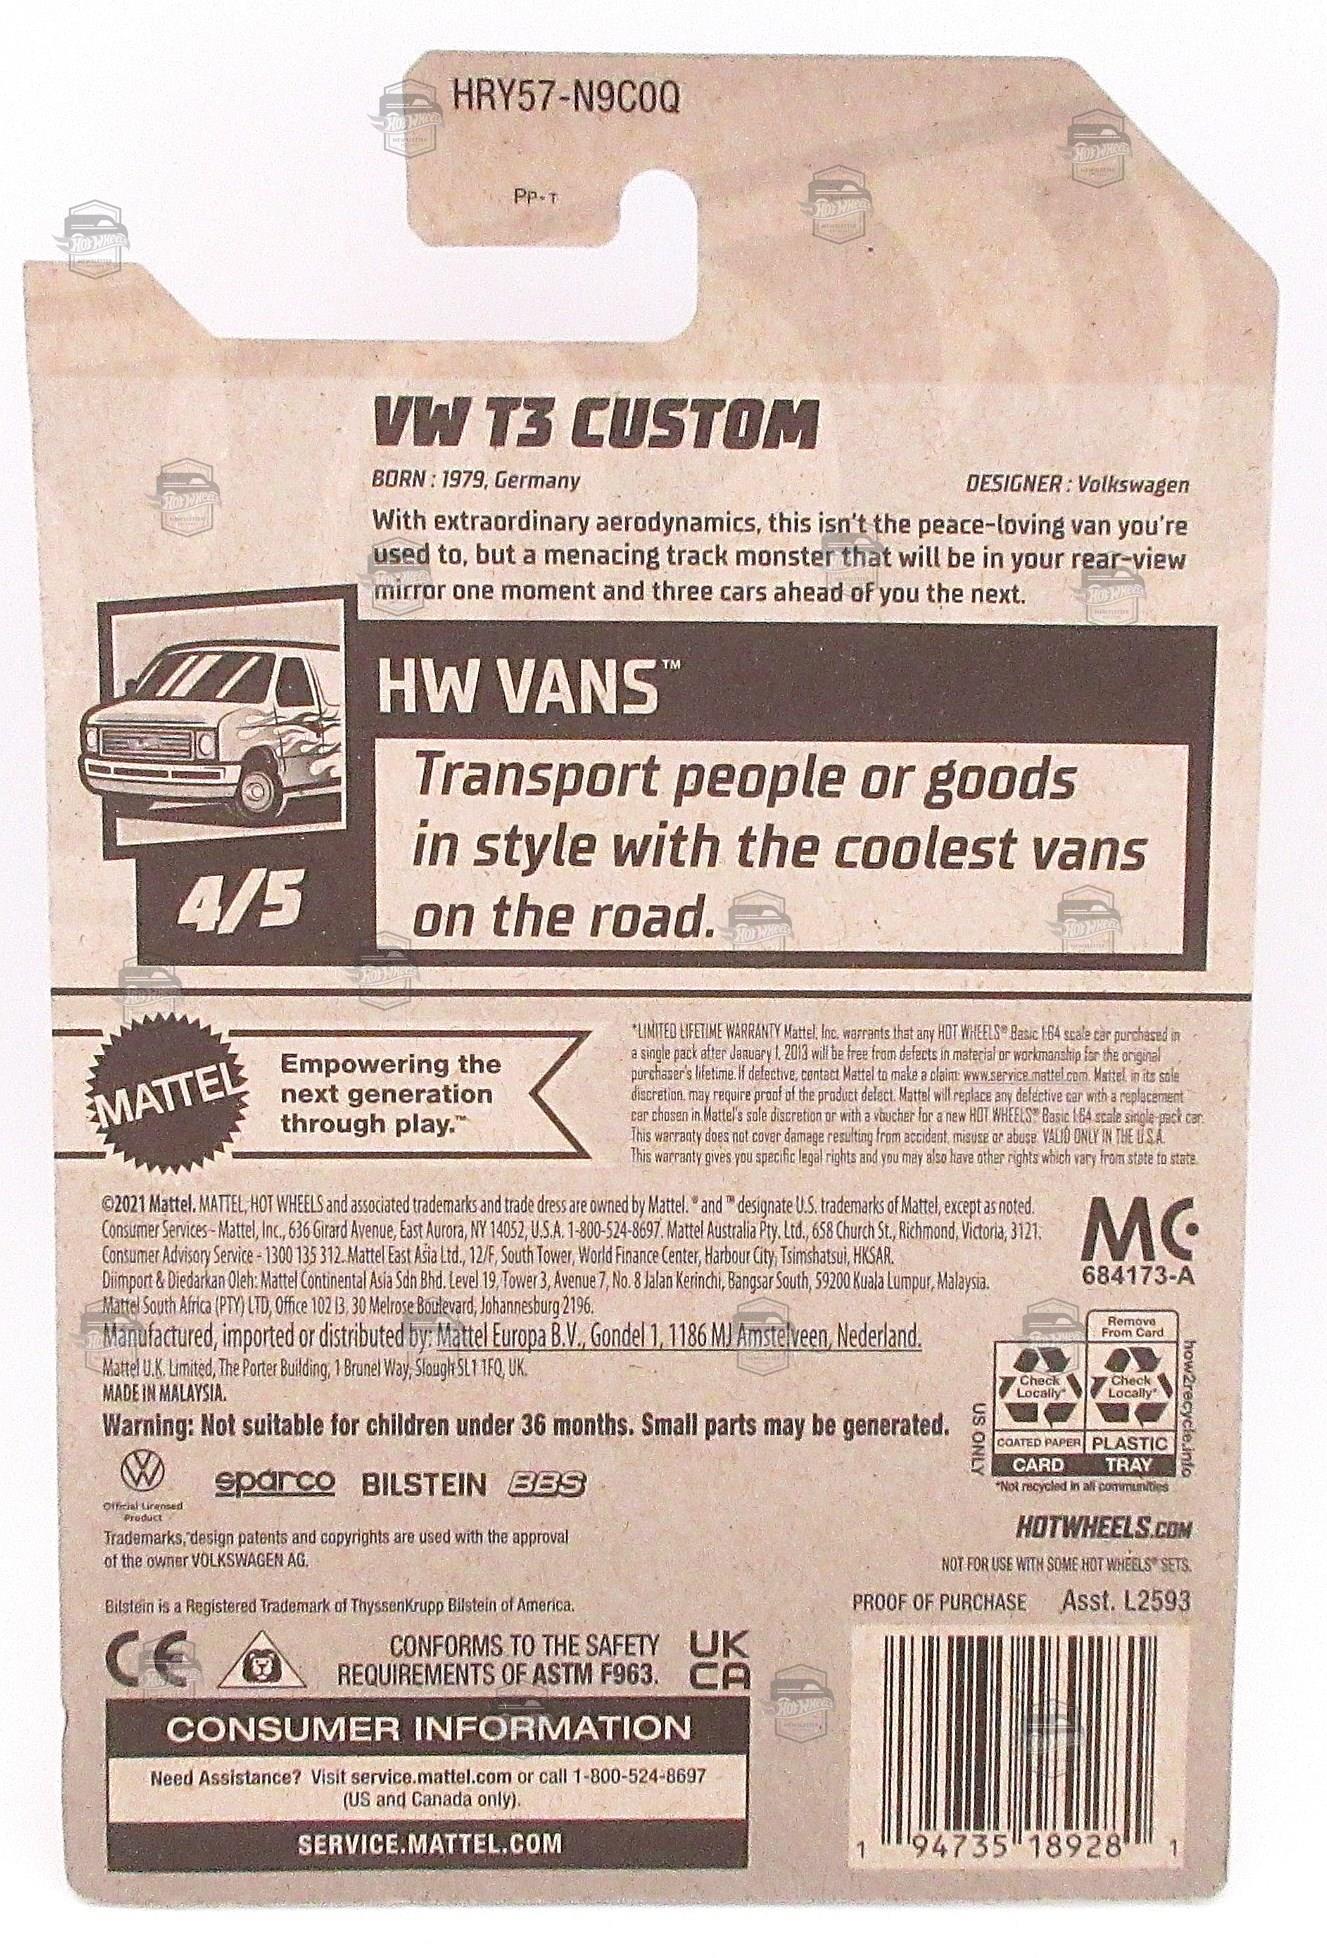 HRY57-N9C0Q
PP-T
VW T3 CUSTOM
BORN : 1979, Germany
DESIGNER : Volkswagen
With extraordinary aerodynamics, this isn't the peace-loving van you're
used to, but a menacing track monster that will be in your rear-view
mirror one moment and three cars ahead of you the next.
HW VANS™
Transport people or goods
in style with the coolest vans
on the road.
4/5
MATTEL
Empowering the
next generation
through play.™
*LIMITED LIFETIME WARRANTY Mattel, Inc. warrants that any HOT WHEELS® Basic 1:64 scale car purchased in
a single pack after January 1, 2013 will be free from defects in material or workmanship for the original
purchaser's lifetime. If defective, contact Mattel to make a claim: www.service.mattel.com. Mattel, in its sole
discretion, may require proof of the product defect. Mattel will replace any defective car with a replacement
car chosen in Mattel's sole discretion or with a voucher for a new HOT WHEELS® Basic 1:64 scale single-pack car.
This warranty does not cover damage resulting from accident, misuse or abuse. VALID ONLY IN THE U.S.A.
This warranty gives you specific legal rights and you may also have other rights which vary from state to state.
©2021 Mattel. MATTEL, HOT WHEELS and associated trademarks and trade dress are owned by Mattel. ® and ™ designate U.S. trademarks of Mattel, except as noted.
Consumer Services - Mattel, Inc., 636 Girard Avenue, East Aurora, NY 14052, U.S.A. 1-800-524-8697. Mattel Australia Pty. Ltd., 658 Church St., Richmond, Victoria, 3121.
Consumer Advisory Service - 1300 135 312. Mattel East Asia Ltd., 12/F, South Tower, World Finance Center, Harbour City, Tsimshatsui, HKSAR.
Diimport & Diedarkan Oleh: Mattel Continental Asia Sdn Bhd. Level 19, Tower 3, Avenue 7, No. 8 Jalan Kerinchi, Bangsar South, 59200 Kuala Lumpur, Malaysia.
Mattel South Africa (PTY) LTD, Office 102 I3, 30 Melrose Boulevard, Johannesburg 2196.
Manufactured, imported or distributed by: Mattel Europa B.V., Gondel 1, 1186 MJ Amstelveen, Nederland.
Mattel U.K. Limited, The Porter Building, 1 Brunel Way, Slough SL1 1FQ, UK.
MADE IN MALAYSIA.
Warning: Not suitable for children under 36 months. Small parts may be generated.
MC
684173-A
Remove
From Card
Check
Locally*
Check
Locally*
COATED PAPER
PLASTIC
CARD
TRAY
US ONLY
how2recycle.info
*Not recycled in all communities
Official Licensed
Product
sparco
BILSTEIN
BBS
Trademarks, design patents and copyrights are used with the approval
of the owner VOLKSWAGEN AG.
HOTWHEELS.COM
NOT FOR USE WITH SOME HOT WHEELS® SETS.
Bilstein is a Registered Trademark of ThyssenKrupp Bilstein of America.
PROOF OF PURCHASE
Asst. L2593
CE
CONFORMS TO THE SAFETY
REQUIREMENTS OF ASTM F963.
UK
CA
CONSUMER INFORMATION
Need Assistance? Visit service.mattel.com or call 1-800-524-8697
(US and Canada only).
SERVICE.MATTEL.COM
1 94735 18928 1